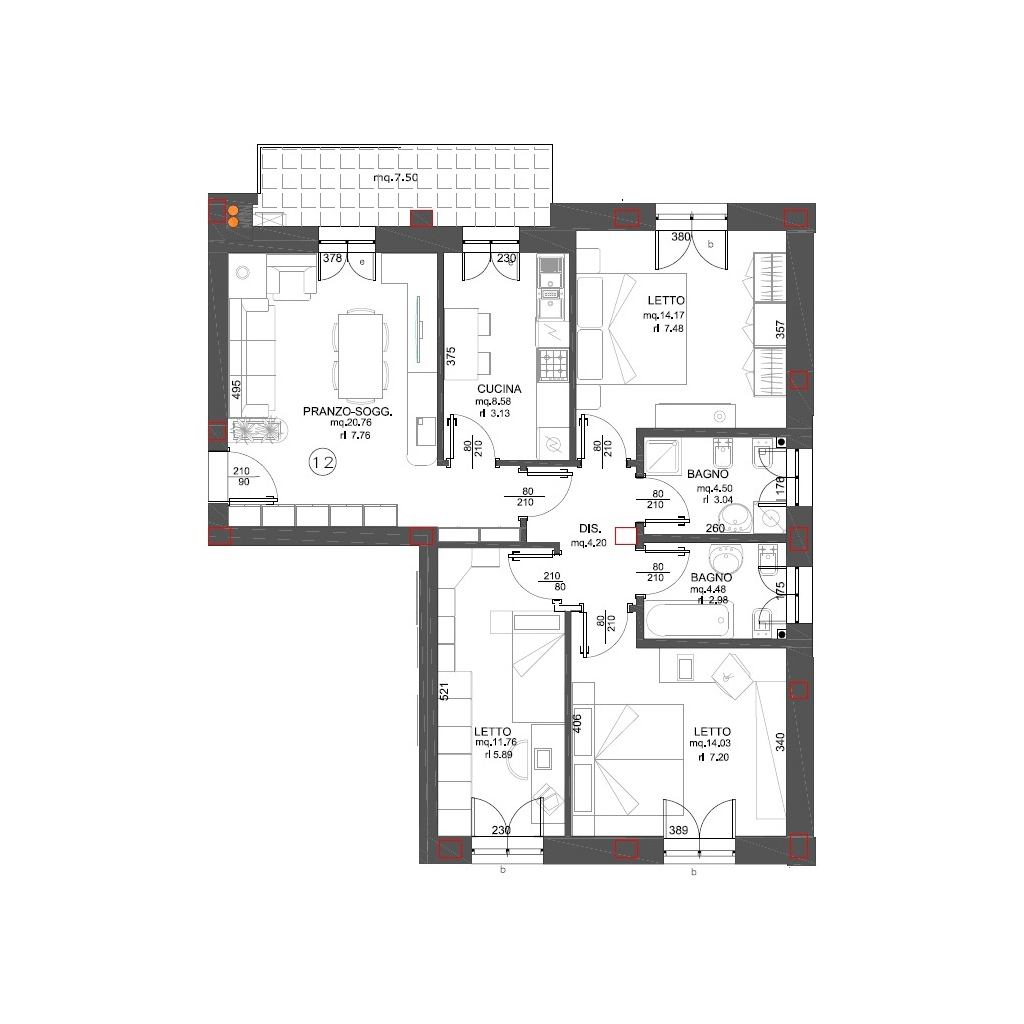 mq.7.50
378
e
230
e
380
b
LETTO
mq.14.17
rl 7.48
357
375
495
CUCINA
mq.8.58
rl 3.13
PRANZO-SOGG.
mq.20.76
rl 7.76
12
210
90
80
210
80
210
80
210
BAGNO
mq.4.50
rl 3.04
178
80
210
260
DIS.
mq.4.20
210
80
80
210
BAGNO
mq.4.48
rl 2.98
175
80
210
521
LETTO
mq.11.76
rl 5.89
406
LETTO
mq.14.03
rl 7.20
340
230
389
b
b